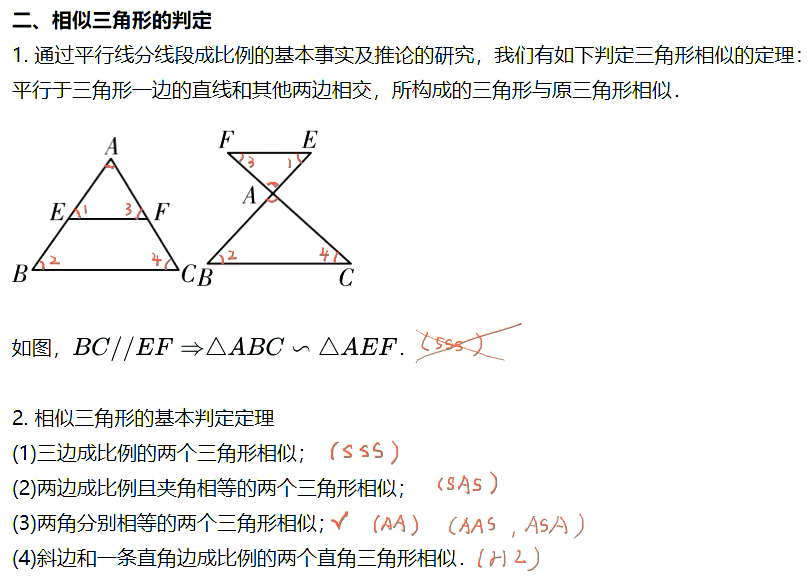 二、相似三角形的判定
1. 通过平行线分线段成比例的基本事实及推论的研究，我们有如下判定三角形相似的定理：
平行于三角形一边的直线和其他两边相交，所构成的三角形与原三角形相似．
A F E
3 1
E 1 3 F A
2 4 2 4
B C B C
如图，BC//EF ⇒△ABC ∽ △AEF． (SSS)
2. 相似三角形的基本判定定理
(1)三边成比例的两个三角形相似； (SSS)
(2)两边成比例且夹角相等的两个三角形相似； (SAS)
(3)两角分别相等的两个三角形相似；✓ (AA) (AAS，ASA)
(4)斜边和一条直角边成比例的两个直角三角形相似．(HL)